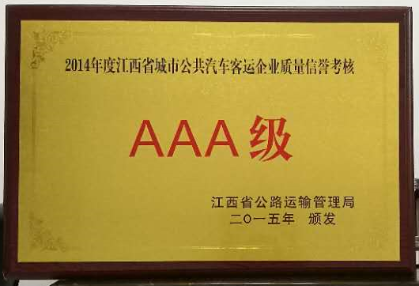 2014年度江西省城市公共汽车客运企业质量信誉考核
AAA级
江西省公路运输管理局
二〇一五年 颁发